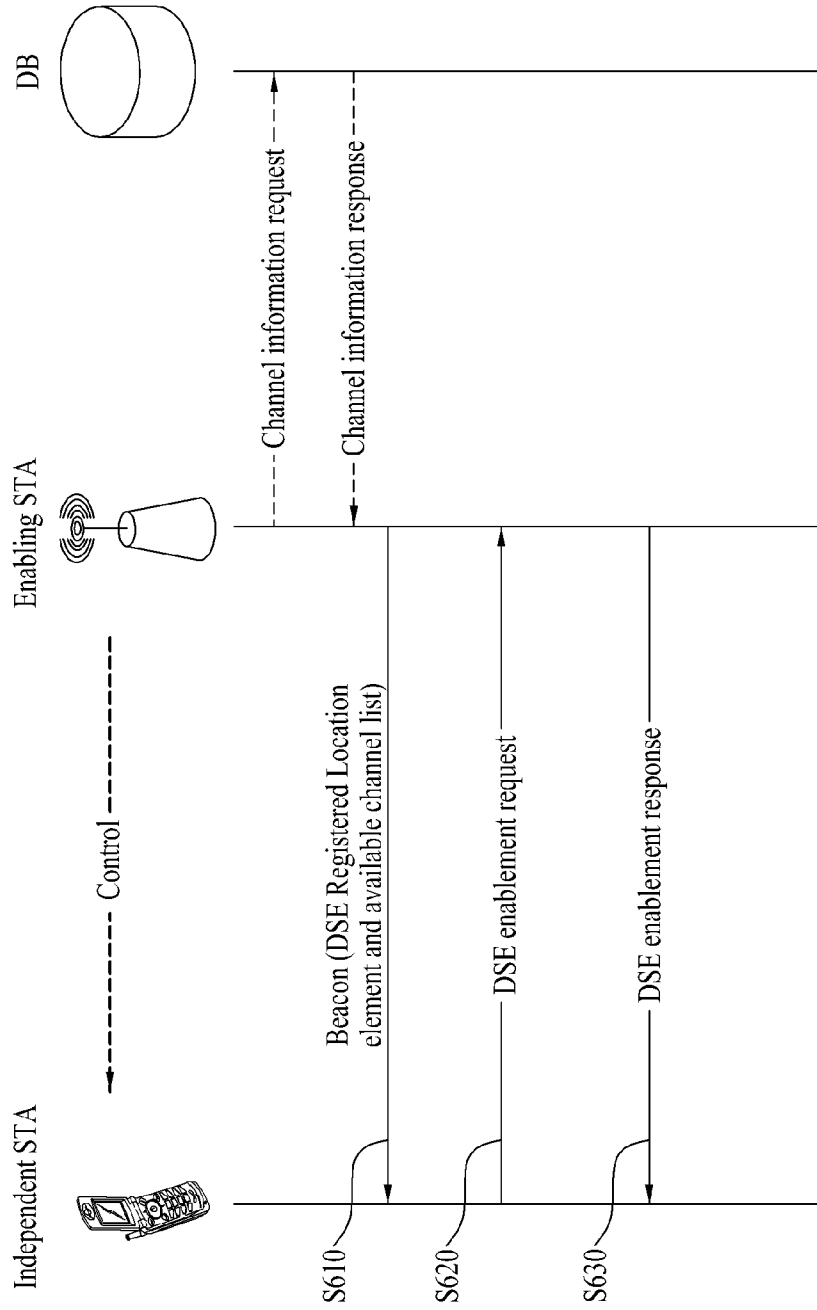 Independent STA
Enabling STA
DB
Control
Channel information request
Channel information response
S610
Beacon (DSE Registered Location
element and available channel list)
S620
DSE enablement request
S630
DSE enablement response